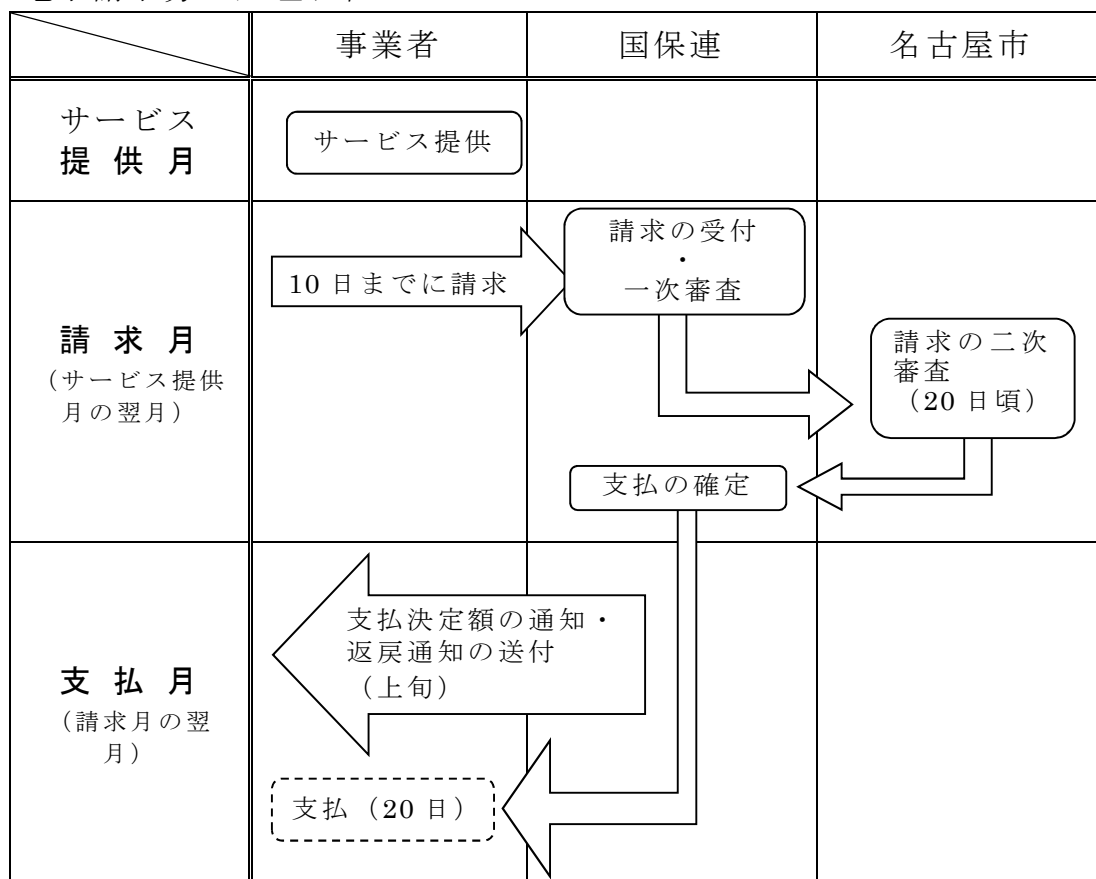 事業者
国保連
名古屋市
サービス
提供月
サービス提供
請求月
(サービス提供
月の翌月)
10日までに請求
請求の受付
・
一次審査
請求の二次
審査
(20日頃)
支払の確定
支払月
(請求月の翌
月)
支払決定額の通知・
返戻通知の送付
(上旬)
支払(20日)